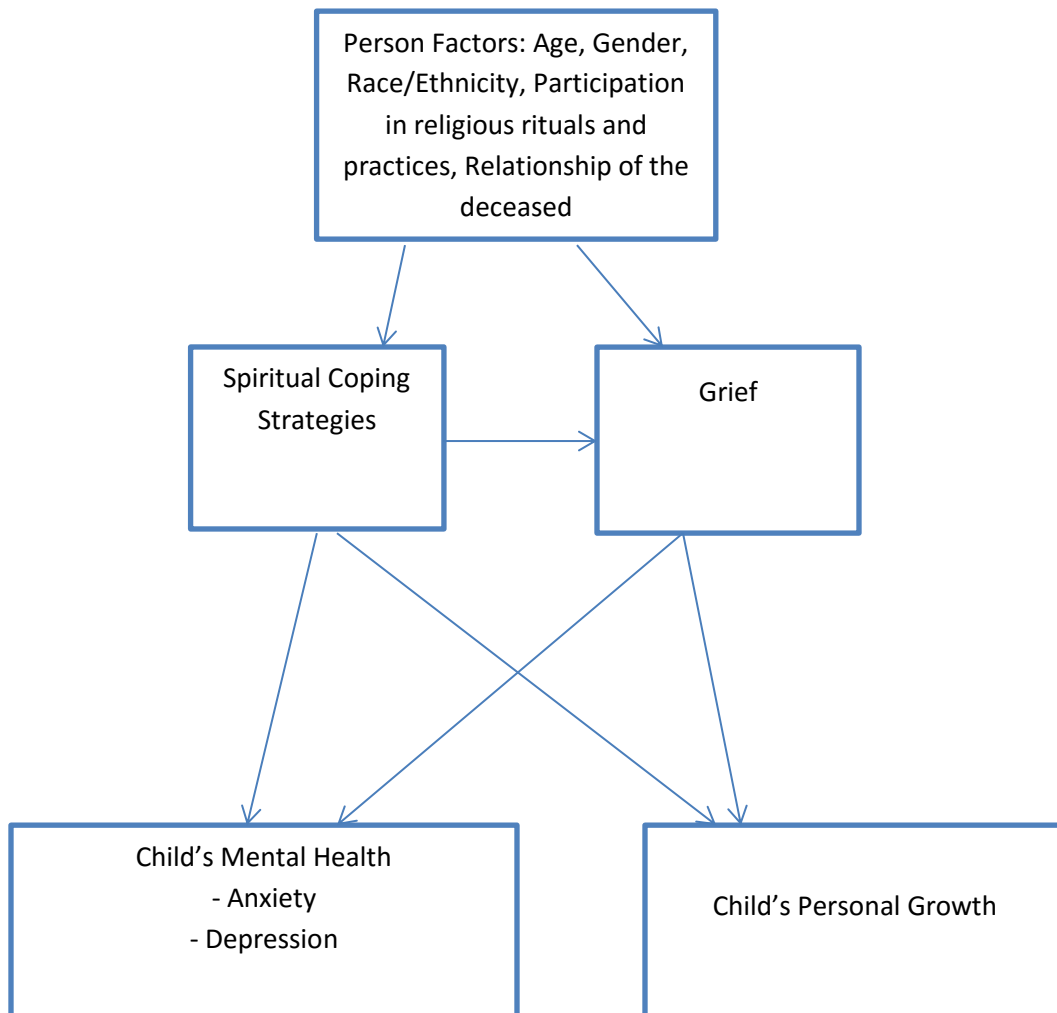 Person Factors: Age, Gender,
Race/Ethnicity, Participation
in religious rituals and
practices, Relationship of the
deceased
Spiritual Coping
Strategies
Grief
Child’s Mental Health
- Anxiety
- Depression
Child’s Personal Growth